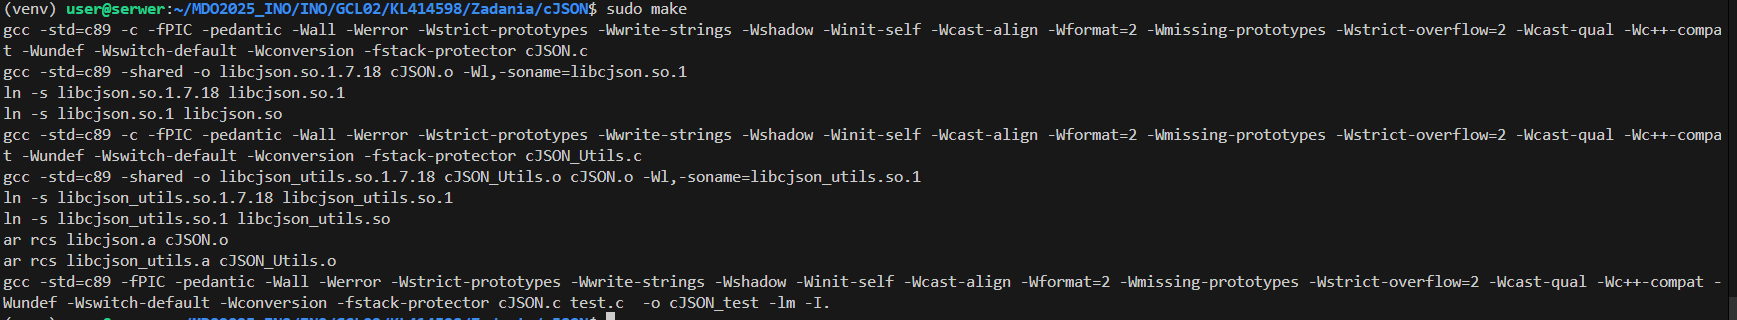 (venv) user@serwer:~/MDO2025_INO/INO/GCL02/KL414598/Zadania/cJSON$ sudo make
gcc -std=c89 -c -fPIC -pedantic -Wall -Werror -Wstrict-prototypes -Wwrite-strings -Wshadow -Winit-self -Wcast-align -Wformat=2 -Wmissing-prototypes -Wstrict-overflow=2 -Wcast-qual -Wc++-compa
t -Wundef -Wswitch-default -Wconversion -fstack-protector cJSON.c
gcc -std=c89 -shared -o libcjson.so.1.7.18 cJSON.o -Wl,-soname=libcjson.so.1
ln -s libcjson.so.1.7.18 libcjson.so.1
ln -s libcjson.so.1 libcjson.so
gcc -std=c89 -c -fPIC -pedantic -Wall -Werror -Wstrict-prototypes -Wwrite-strings -Wshadow -Winit-self -Wcast-align -Wformat=2 -Wmissing-prototypes -Wstrict-overflow=2 -Wcast-qual -Wc++-compa
t -Wundef -Wswitch-default -Wconversion -fstack-protector cJSON_Utils.c
gcc -std=c89 -shared -o libcjson_utils.so.1.7.18 cJSON_Utils.o cJSON.o -Wl,-soname=libcjson_utils.so.1
ln -s libcjson_utils.so.1.7.18 libcjson_utils.so.1
ln -s libcjson_utils.so.1 libcjson_utils.so
ar rcs libcjson.a cJSON.o
ar rcs libcjson_utils.a cJSON_Utils.o
gcc -std=c89 -fPIC -pedantic -Wall -Werror -Wstrict-prototypes -Wwrite-strings -Wshadow -Winit-self -Wcast-align -Wformat=2 -Wmissing-prototypes -Wstrict-overflow=2 -Wcast-qual -Wc++-compat -
Wundef -Wswitch-default -Wconversion -fstack-protector cJSON.c test.c  -o cJSON_test -lm -I.